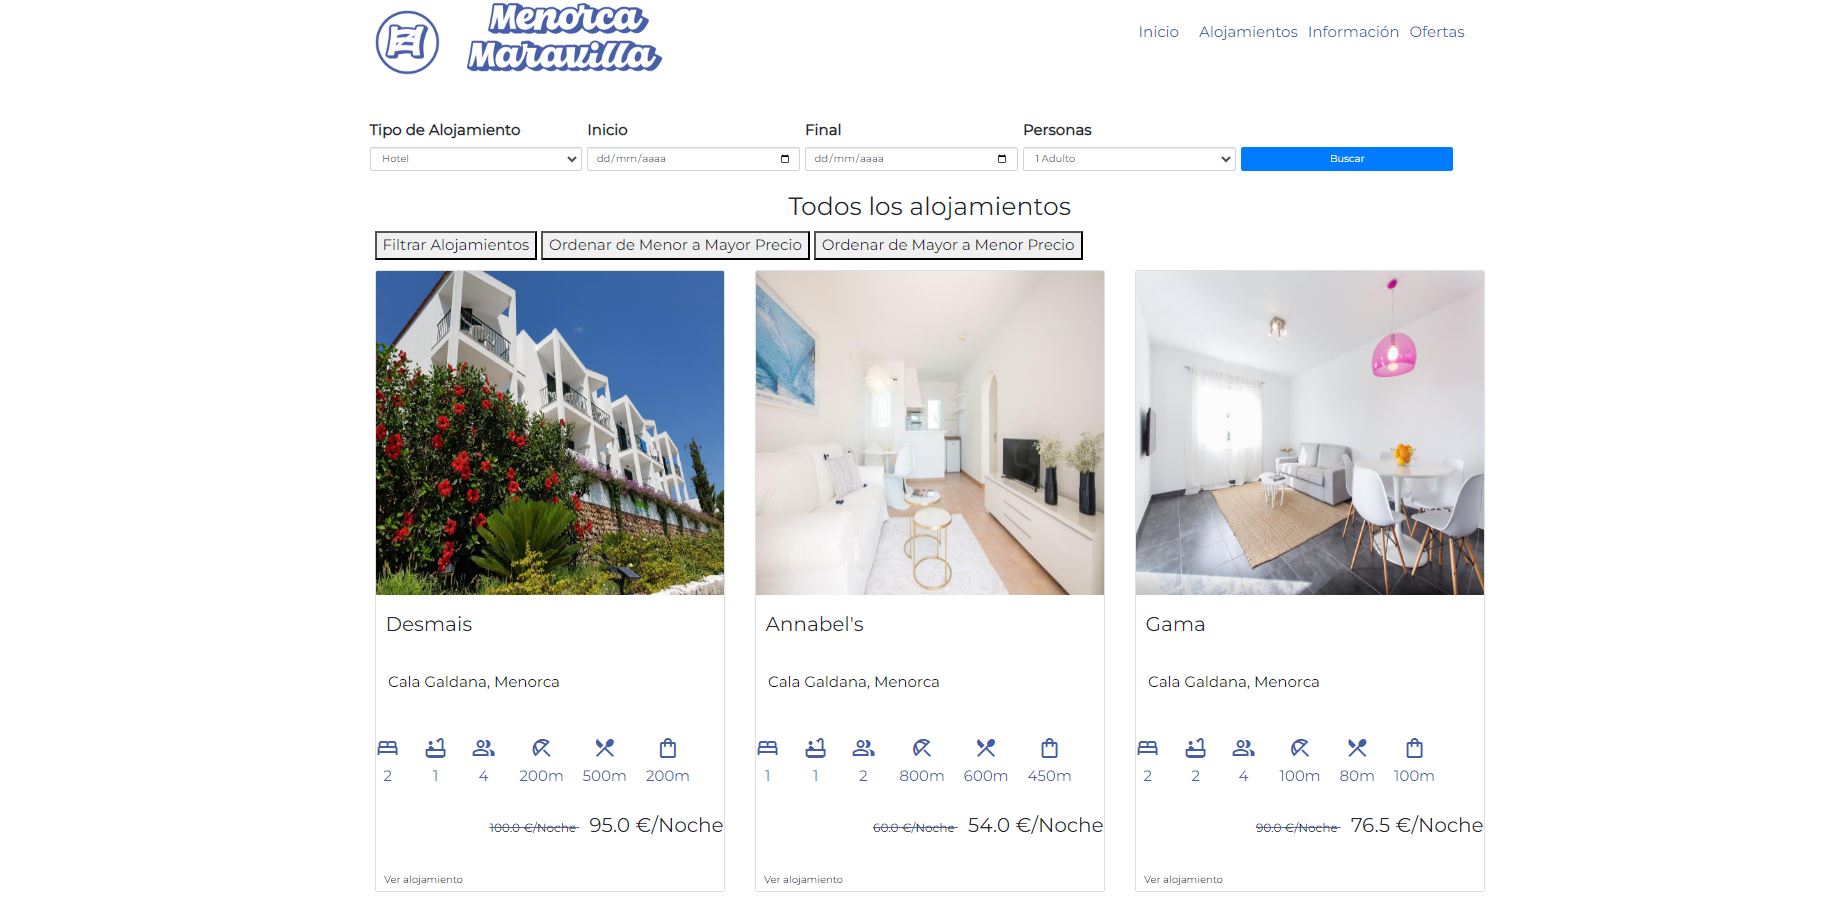 Menorca
Maravilla
Inicio Alojamientos Información Ofertas
Tipo de Alojamiento Inicio Final Personas
Hotel dd/mm/aaaa dd/mm/aaaa 1 Adulto Buscar
Todos los alojamientos
Filtrar Alojamientos Ordenar de Menor a Mayor Precio Ordenar de Mayor a Menor Precio
Desmais
Cala Galdana, Menorca
2 1 4 200m 500m 200m
100.0 €/Noche 95.0 €/Noche
Ver alojamiento
Annabel's
Cala Galdana, Menorca
1 1 2 800m 600m 450m
60.0 €/Noche 54.0 €/Noche
Ver alojamiento
Gama
Cala Galdana, Menorca
2 2 4 100m 80m 100m
90.0 €/Noche 76.5 €/Noche
Ver alojamiento